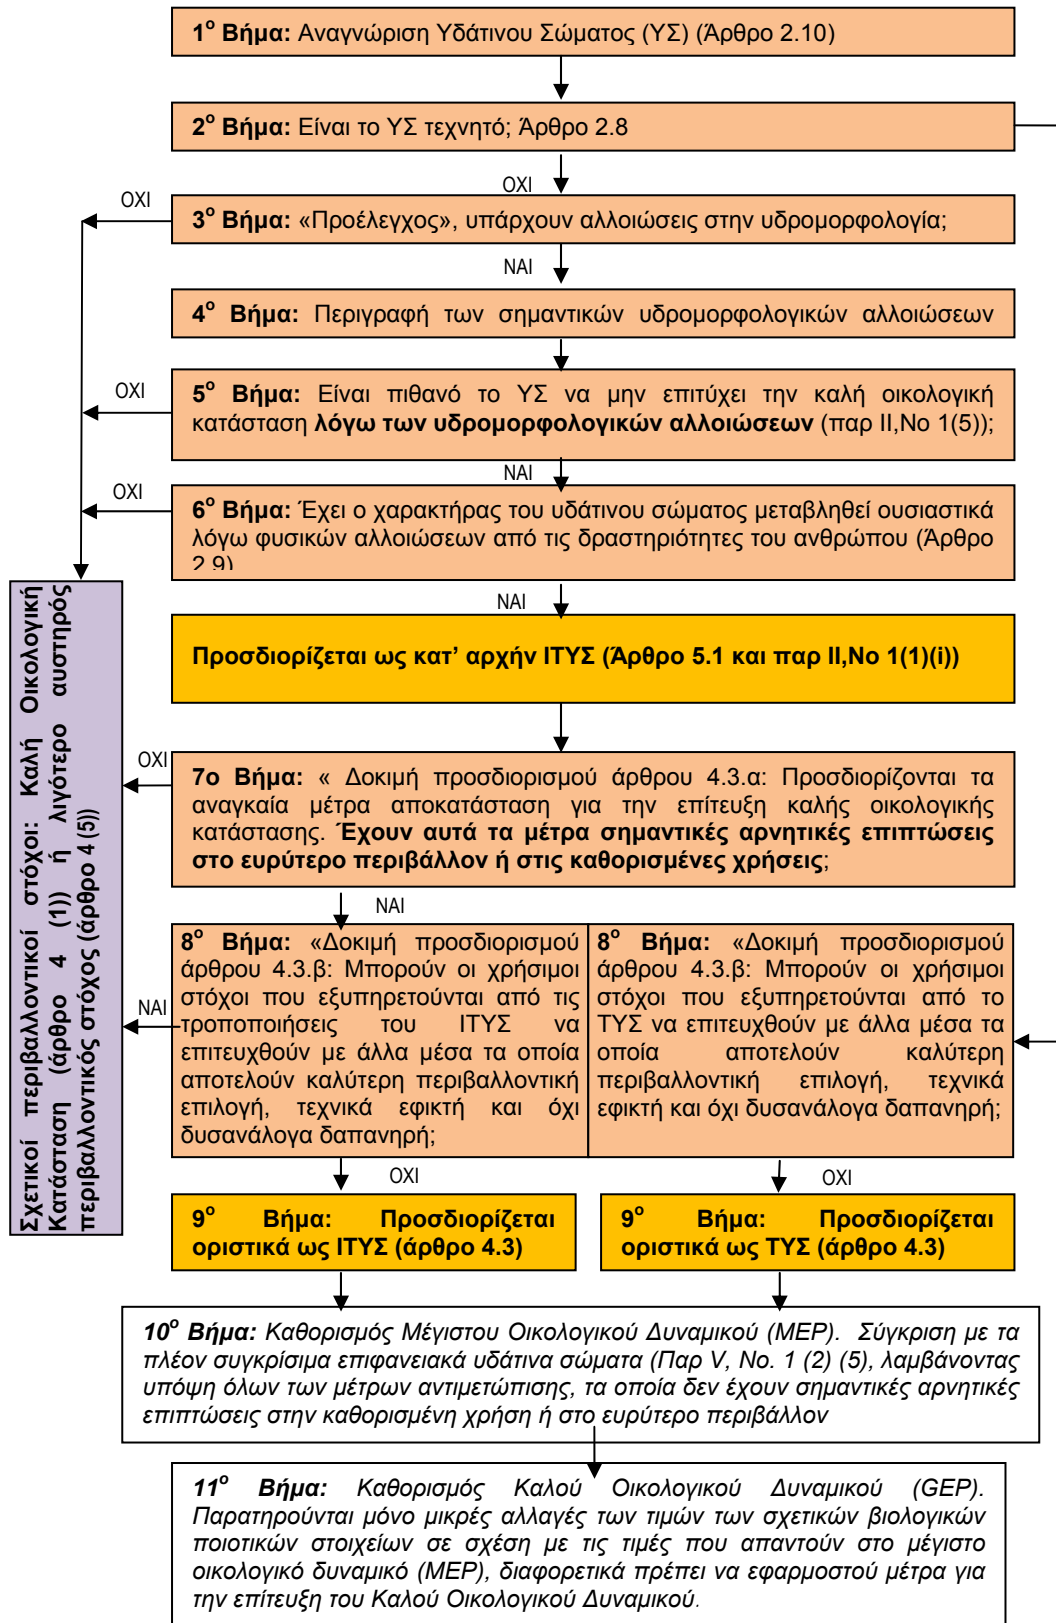 1ο Βήμα: Αναγνώριση Υδάτινου Σώματος (ΥΣ) (Άρθρο 2.10)
2ο Βήμα: Είναι το ΥΣ τεχνητό; Άρθρο 2.8
ΟΧΙ
ΟΧΙ
3ο Βήμα: «Προέλεγχος», υπάρχουν αλλοιώσεις στην υδρομορφολογία;
ΝΑΙ
4ο Βήμα: Περιγραφή των σημαντικών υδρομορφολογικών αλλοιώσεων
ΟΧΙ
5ο Βήμα: Είναι πιθανό το ΥΣ να μην επιτύχει την καλή οικολογική
κατάσταση λόγω των υδρομορφολογικών αλλοιώσεων (παρ ΙΙ,Νο 1(5));
ΝΑΙ
ΟΧΙ
6ο Βήμα: Έχει ο χαρακτήρας του υδάτινου σώματος μεταβληθεί ουσιαστικά
λόγω φυσικών αλλοιώσεων από τις δραστηριότητες του ανθρώπου (Άρθρο
2.9)
ΝΑΙ
Προσδιορίζεται ως κατ’ αρχήν ΙΤΥΣ (Άρθρο 5.1 και παρ ΙΙ,Νο 1(1)(i))
Σχετικοί περιβαλλοντικοί στόχοι: Καλή Οικολογική
Κατάσταση (άρθρο 4 (1)) ή λιγότερο αυστηρός
περιβαλλοντικός στόχος (άρθρο 4 (5))
ΟΧΙ
7ο Βήμα: « Δοκιμή προσδιορισμού άρθρου 4.3.α: Προσδιορίζονται τα
αναγκαία μέτρα αποκατάσταση για την επίτευξη καλής οικολογικής
κατάστασης. Έχουν αυτά τα μέτρα σημαντικές αρνητικές επιπτώσεις
στο ευρύτερο περιβάλλον ή στις καθορισμένες χρήσεις;
ΝΑΙ
8ο Βήμα: «Δοκιμή προσδιορισμού
άρθρου 4.3.β: Μπορούν οι χρήσιμοι
στόχοι που εξυπηρετούνται από τις
τροποποιήσεις του ΙΤΥΣ να
επιτευχθούν με άλλα μέσα τα οποία
αποτελούν καλύτερη περιβαλλοντική
επιλογή, τεχνικά εφικτή και όχι
δυσανάλογα δαπανηρή;
ΝΑΙ
8ο Βήμα: «Δοκιμή προσδιορισμού
άρθρου 4.3.β: Μπορούν οι χρήσιμοι
στόχοι που εξυπηρετούνται από το
ΤΥΣ να επιτευχθούν με άλλα μέσα τα
οποία αποτελούν καλύτερη
περιβαλλοντική επιλογή, τεχνικά
εφικτή και όχι δυσανάλογα δαπανηρή;
ΟΧΙ
ΟΧΙ
9ο Βήμα: Προσδιορίζεται
οριστικά ως ΙΤΥΣ (άρθρο 4.3)
9ο Βήμα: Προσδιορίζεται
οριστικά ως ΤΥΣ (άρθρο 4.3)
10ο Βήμα: Καθορισμός Μέγιστου Οικολογικού Δυναμικού (MEP). Σύγκριση με τα
πλέον συγκρίσιμα επιφανειακά υδάτινα σώματα (Παρ V, No. 1 (2) (5), λαμβάνοντας
υπόψη όλων των μέτρων αντιμετώπισης, τα οποία δεν έχουν σημαντικές αρνητικές
επιπτώσεις στην καθορισμένη χρήση ή στο ευρύτερο περιβάλλον
11ο Βήμα: Καθορισμός Καλού Οικολογικού Δυναμικού (GEP).
Παρατηρούνται μόνο μικρές αλλαγές των τιμών των σχετικών βιολογικών
ποιοτικών στοιχείων σε σχέση με τις τιμές που απαντούν στο μέγιστο
οικολογικό δυναμικό (MEP), διαφορετικά πρέπει να εφαρμοστού μέτρα για
την επίτευξη του Καλού Οικολογικού Δυναμικού.